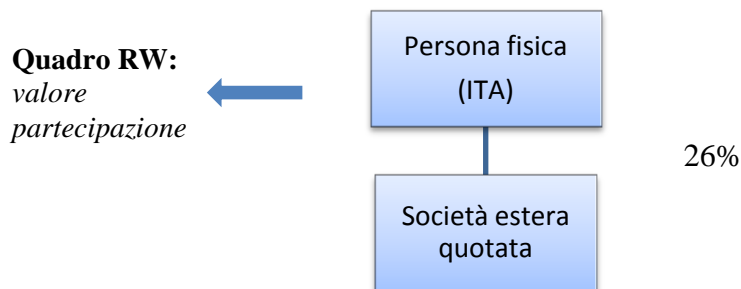 Quadro RW:
valore
partecipazione
Persona fisica
(ITA)
26%
Società estera
quotata